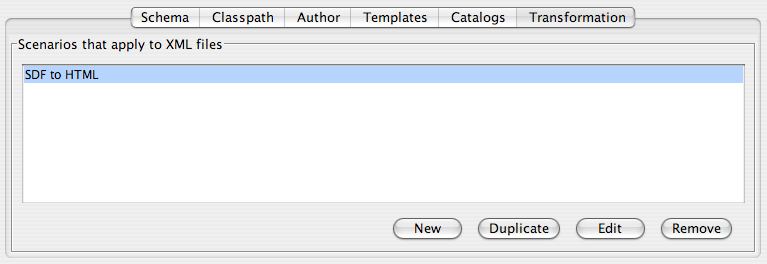 Schema Classpath Author Templates Catalogs Transformation
Scenarios that apply to XML files
SDF to HTML
New Duplicate Edit Remove